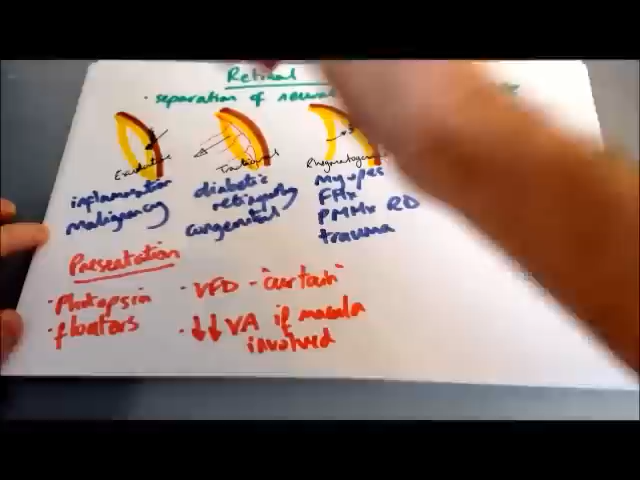 Retinal
· separation of neural
Exudative
Tractional
Rhegmatogenous
inflammation
malignancy
diabetic
retinopathy
congenital
myopes
FHx
PMHx RD
trauma
Presentation
· Photopsia
· floaters
· VFD - "curtain"
· ↓↓ VA if macula
involved